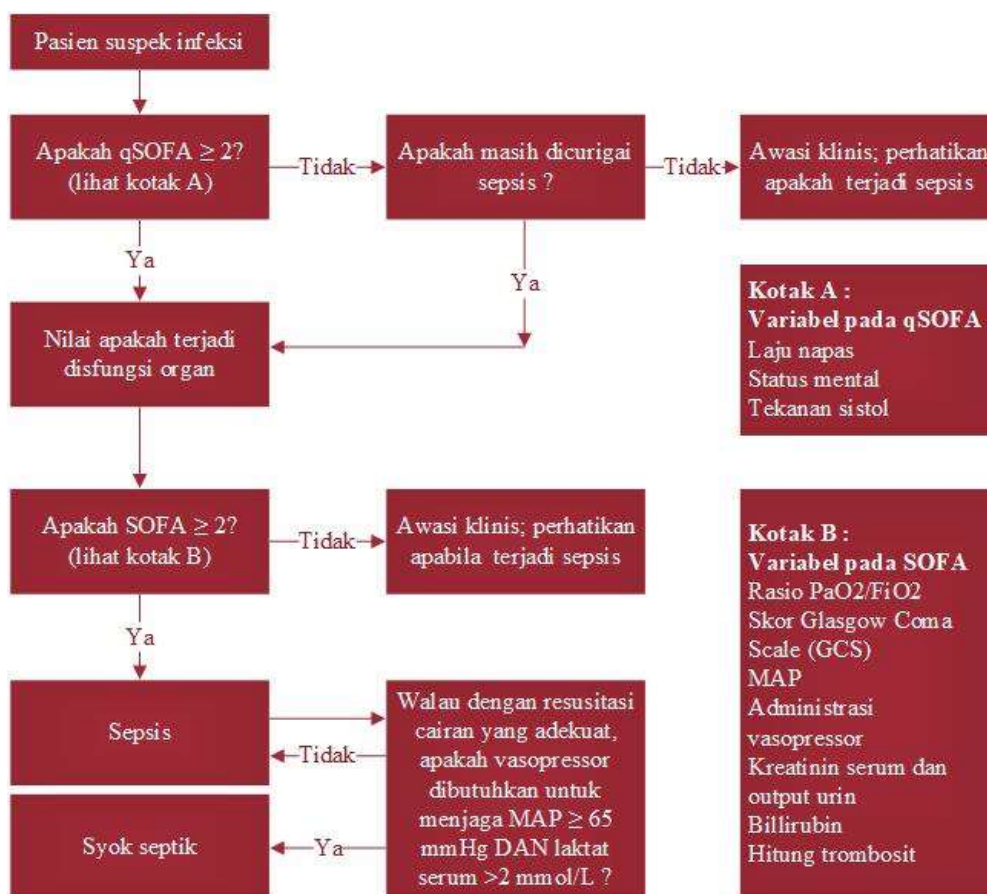 Pasien suspek infeksi
Apakah qSOFA ≥ 2?
(lihat kotak A)
Tidak
Apakah masih dicurigai
sepsis ?
Tidak
Awasi klinis; perhatikan
apakah terjadi sepsis
Ya
Ya
Nilai apakah terjadi
disfungsi organ
Kotak A :
Variabel pada qSOFA
Laju napas
Status mental
Tekanan sistol
Apakah SOFA ≥ 2?
(lihat kotak B)
Tidak
Awasi klinis; perhatikan
apabila terjadi sepsis
Ya
Kotak B :
Variabel pada SOFA
Rasio PaO2/FiO2
Skor Glasgow Coma
Scale (GCS)
MAP
Administrasi
vasopressor
Kreatinin serum dan
output urin
Billirubin
Hitung trombosit
Sepsis
Tidak
Walau dengan resusitasi
cairan yang adekuat,
apakah vasopressor
dibutuhkan untuk
menjaga MAP ≥ 65
mmHg DAN laktat
serum >2 mmol/L ?
Syok septik
Ya